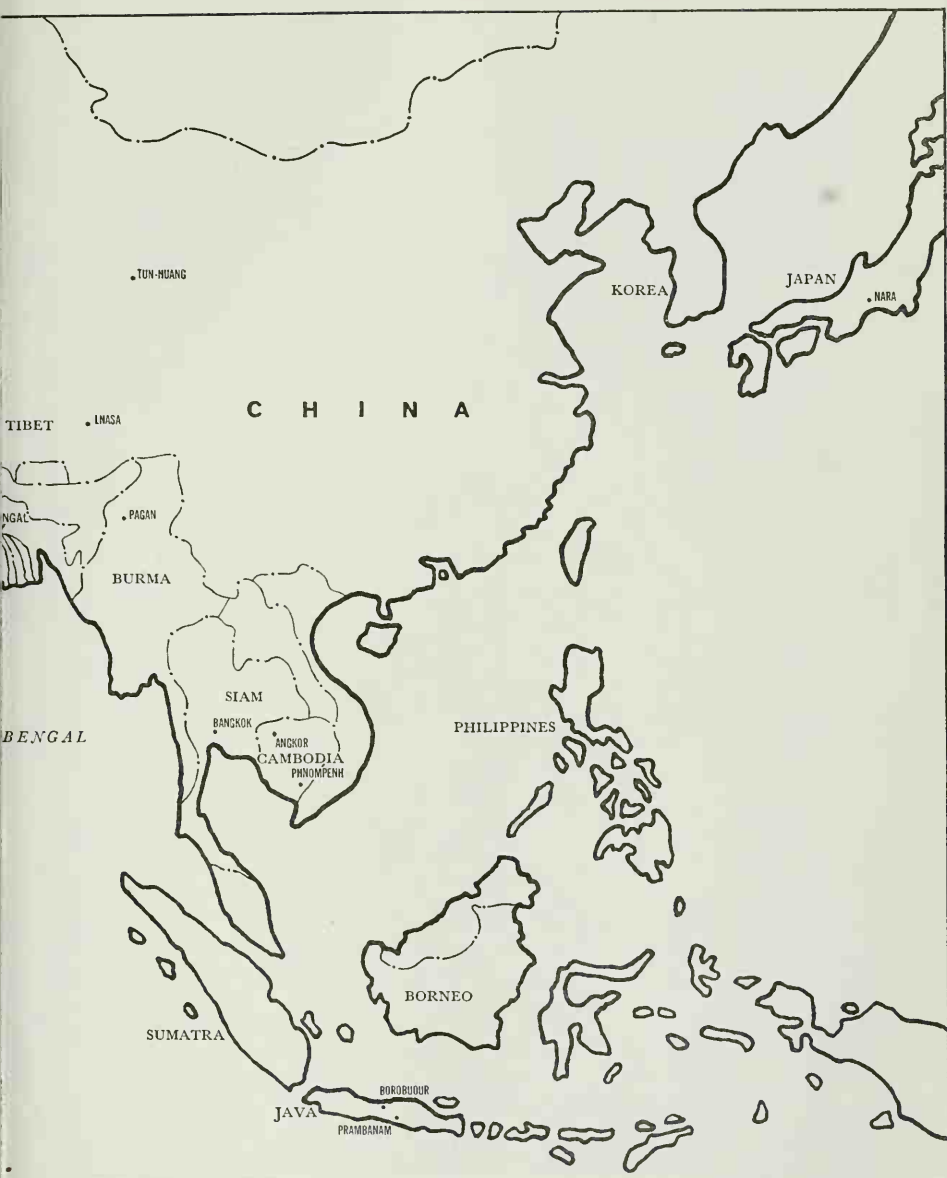 TUN-HUANG
KOREA
JAPAN
NARA
CHINA
TIBET
LHASA
NGAL
PAGAN
BURMA
SIAM
BANGKOK
ANGKOR
CAMBODIA
PHNOMPENH
BENGAL
PHILIPPINES
BORNEO
SUMATRA
JAVA
BOROBUDUR
PRAMBANAM